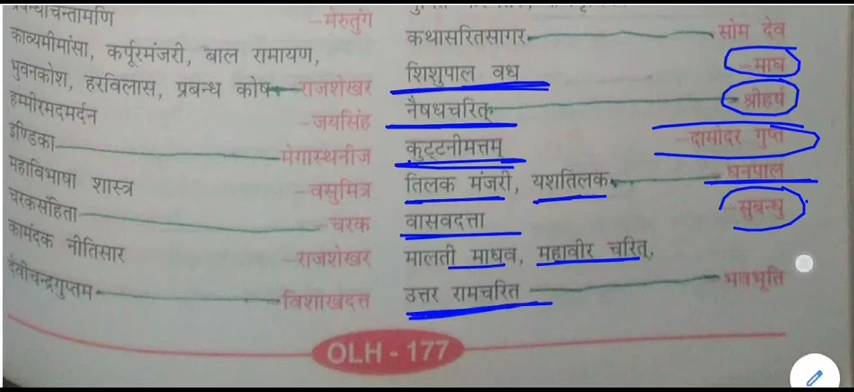 प्रबन्धचिन्तामणि
–मेरुतुंग
काव्यमीमांसा, कर्पूरमंजरी, बाल रामायण,
भुवनकोश, हरविलास, प्रबन्ध कोष– राजशेखर
हम्मीरमदमर्दन
–जयसिंह
इण्डिका
–मेगास्थनीज
महाविभाषा शास्त्र
–वसुमित्र
चरकसंहिता
–चरक
कामंदक नीतिसार
–राजशेखर
देवीचन्द्रगुप्तम
–विशाखदत्त
कथासरितसागर
–सोम देव
शिशुपाल वध
–माघ
नैषधचरित्
–श्रीहर्ष
कुट्टनीमत्तम्
–दामोदर गुप्त
तिलक मंजरी, यशतिलक
–घनपाल
वासवदत्ता
–सुबन्धु
मालती माधव, महावीर चरित्,
उत्तर रामचरित
–भवभूति
OLH - 177